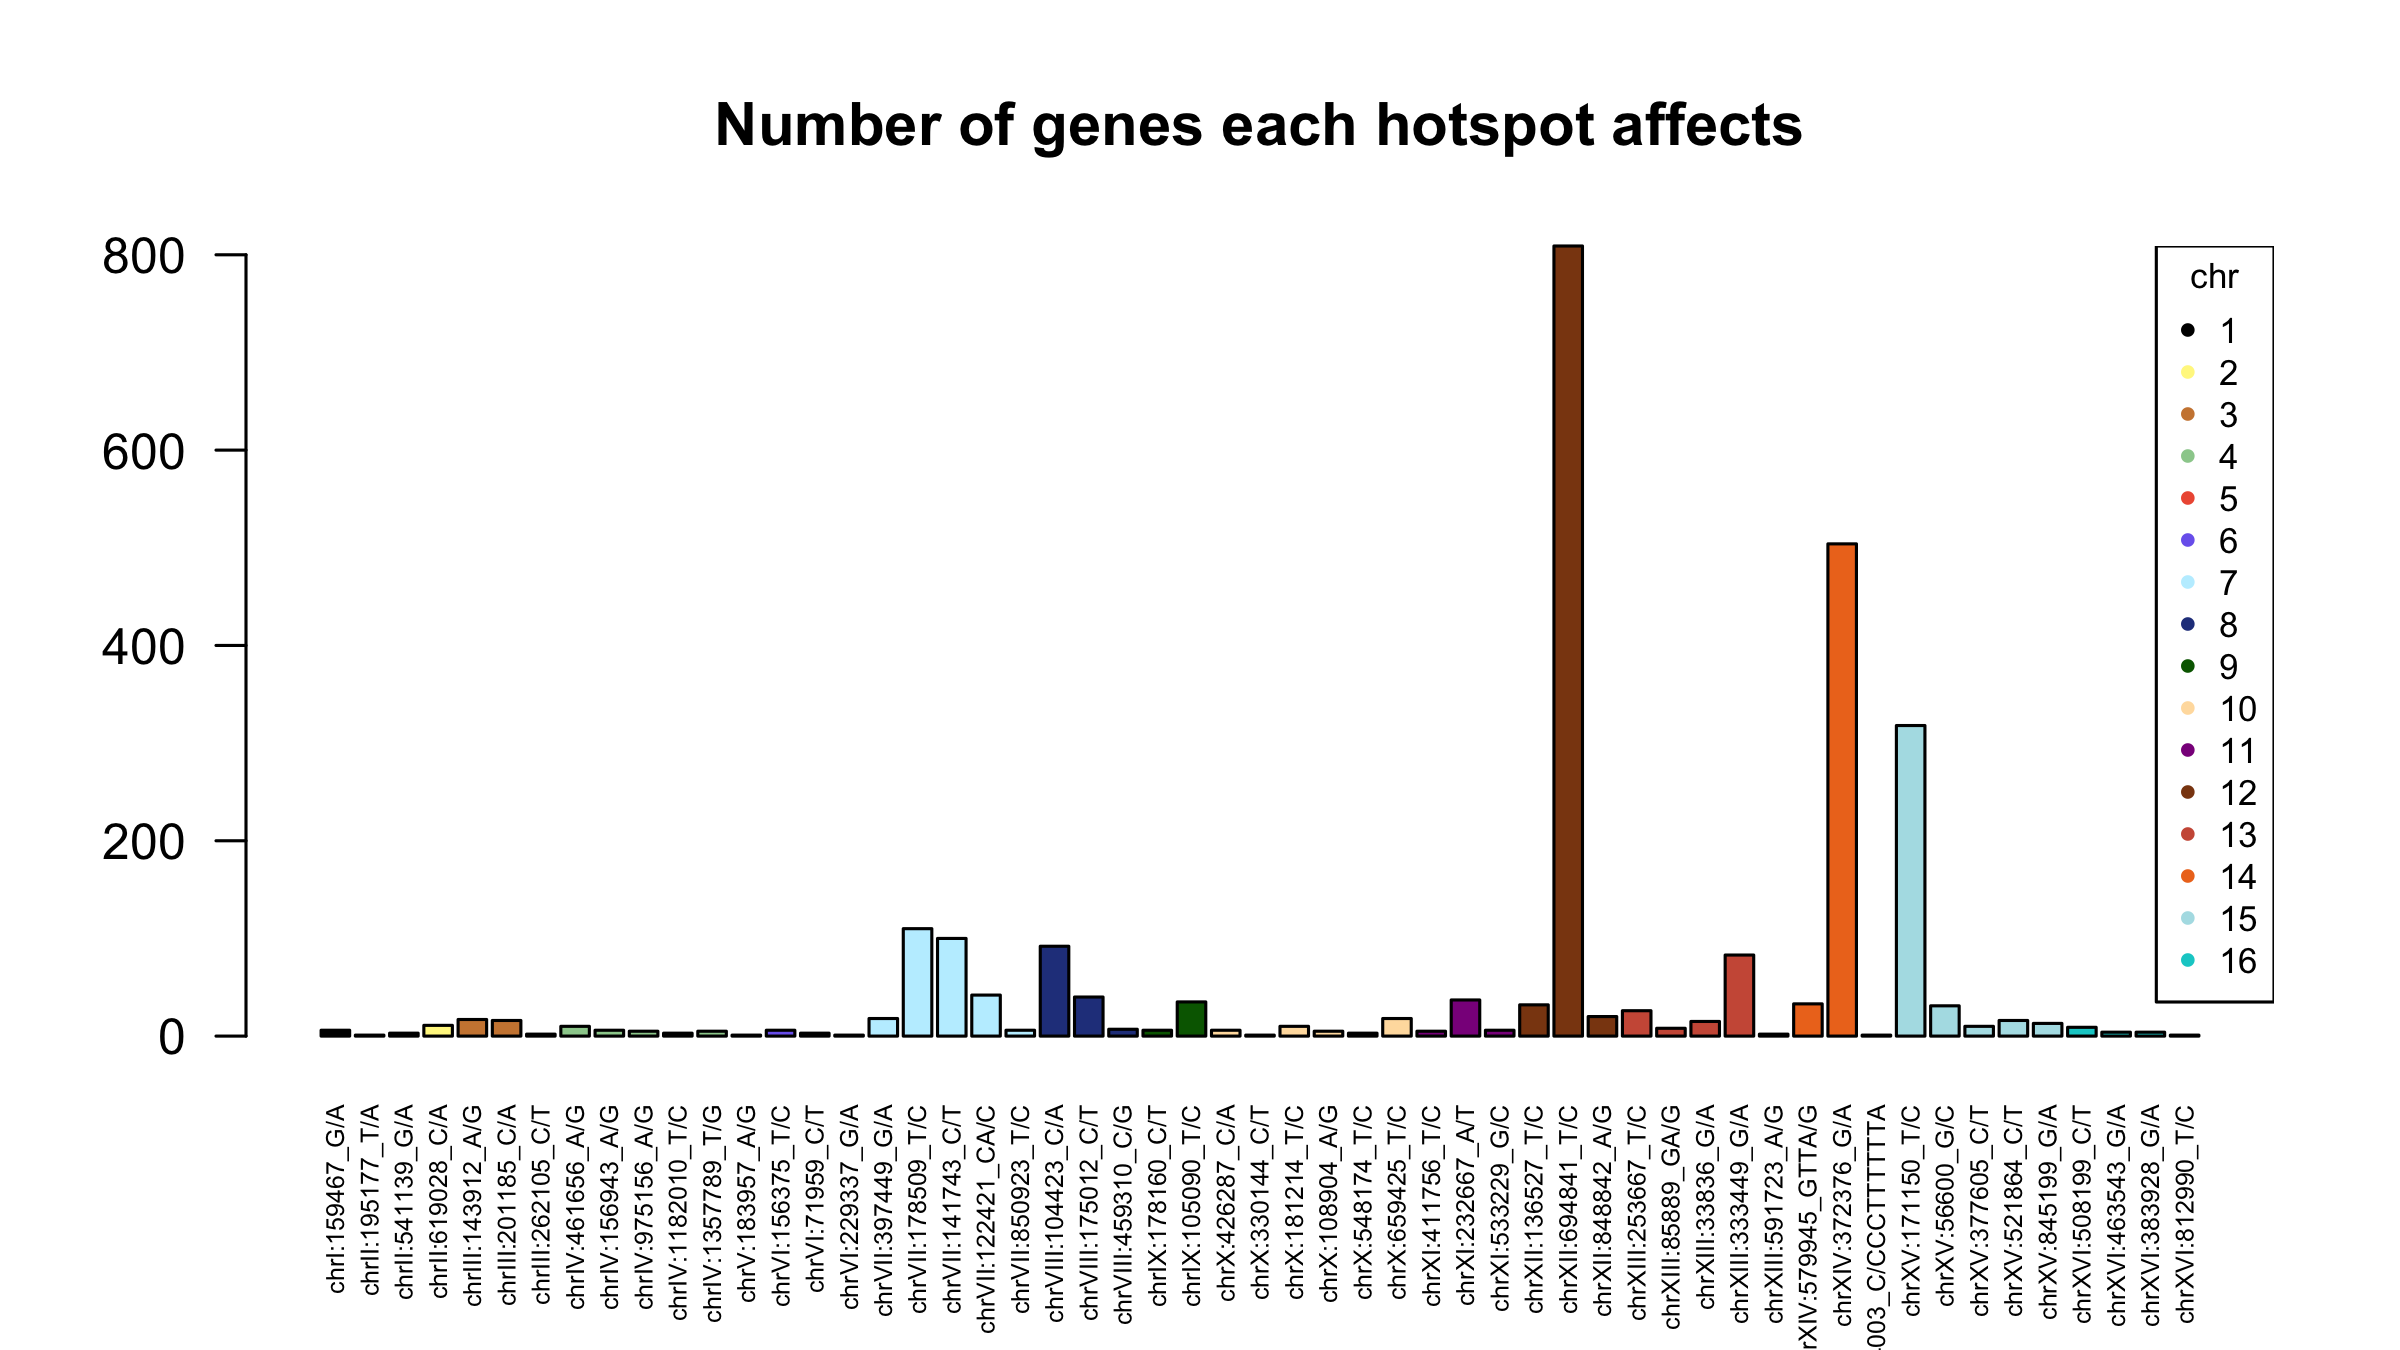 Number of genes each hotspot affects
800
600
400
200
0
chr
1
2
3
4
5
6
7
8
9
10
11
12
13
14
15
16
chrI:159467_G/A
chrII:195177_T/A
chrII:541139_G/A
chrII:619028_C/A
chrIII:143912_A/G
chrIII:201185_C/A
chrIII:262105_C/T
chrIV:461656_A/G
chrIV:156943_A/G
chrIV:975156_A/G
chrIV:1182010_T/C
chrIV:1357789_T/G
chrV:183957_A/G
chrVI:156375_T/C
chrVI:71959_C/T
chrVI:229337_G/A
chrVII:397449_G/A
chrVII:178509_T/C
chrVII:141743_C/T
chrVII:122421_CA/C
chrVII:850923_T/C
chrVIII:104423_C/A
chrVIII:175012_C/T
chrVIII:459310_C/G
chrIX:178160_C/T
chrIX:105090_T/C
chrX:426287_C/A
chrX:330144_C/T
chrX:181214_T/C
chrX:108904_A/G
chrX:548174_T/C
chrX:659425_T/C
chrXI:411756_T/C
chrXI:232667_A/T
chrXI:533229_G/C
chrXII:136527_T/C
chrXII:694841_T/C
chrXII:848842_A/G
chrXIII:253667_T/C
chrXIII:85889_GA/G
chrXIII:33836_G/A
chrXIII:333449_G/A
chrXIII:591723_A/G
rXIV:579945_GTTA/G
chrXIV:372376_G/A
003_C/CCCTTTTTA
chrXV:171150_T/C
chrXV:56600_G/C
chrXV:377605_C/T
chrXV:521864_C/T
chrXV:845199_G/A
chrXVI:508199_C/T
chrXVI:463543_G/A
chrXVI:383928_G/A
chrXVI:812990_T/C